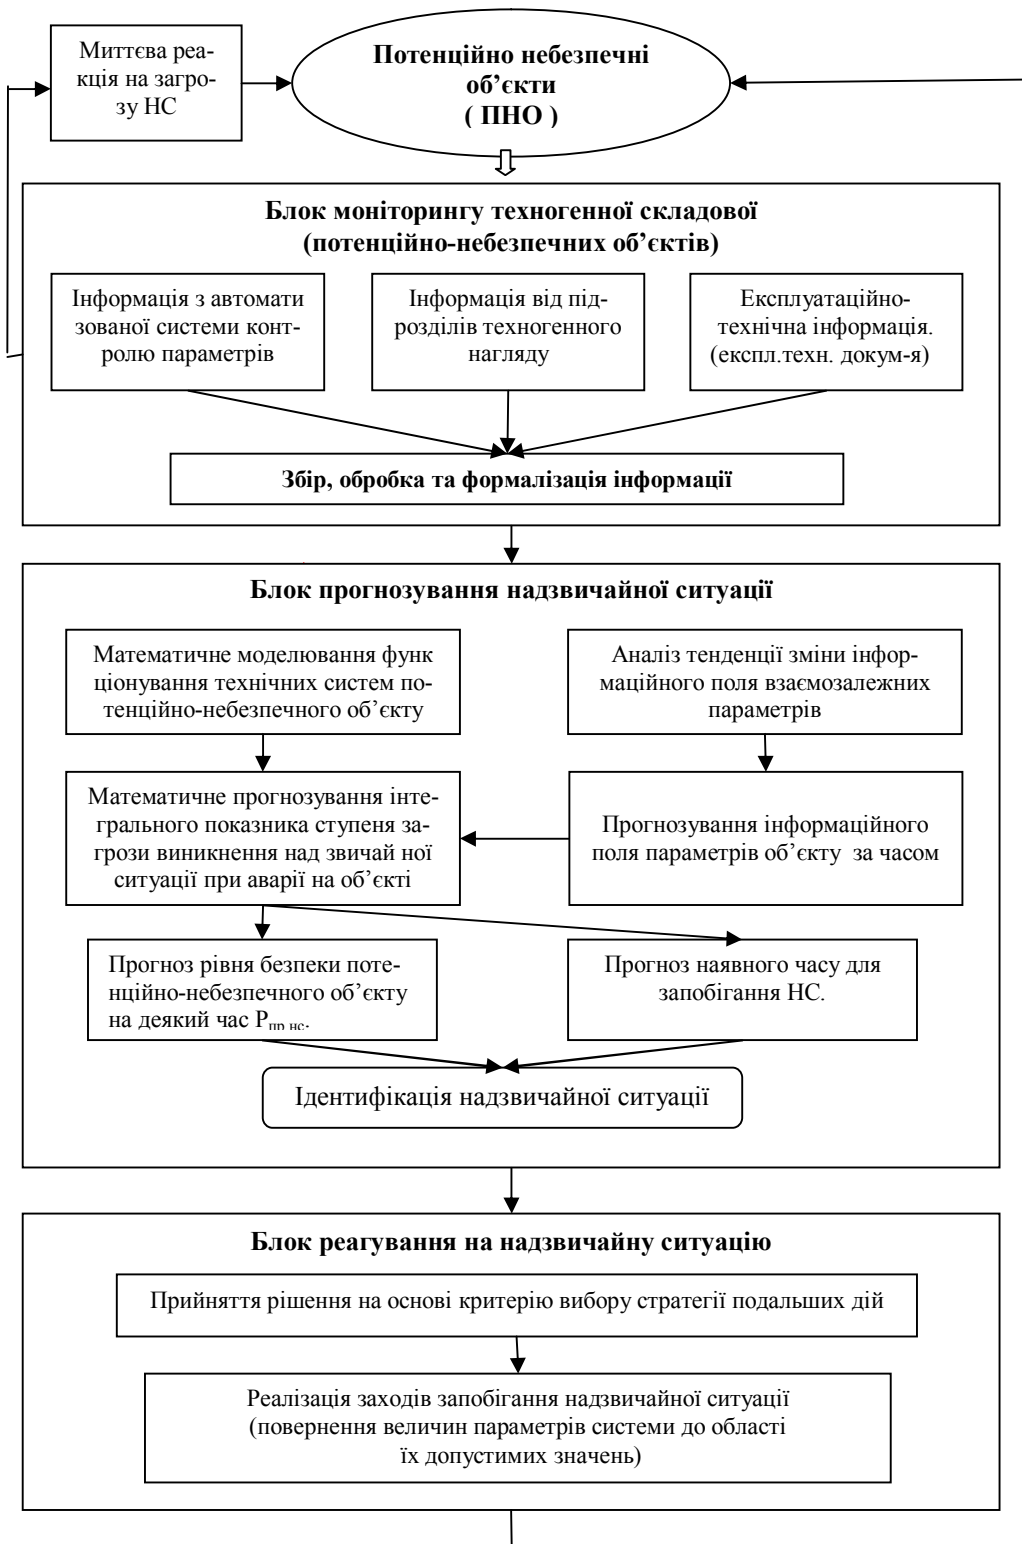 Миттєва реа-
кція на загро-
зу НС
Потенційно небезпечні
об’єкти
( ПНО )
Блок моніторингу техногенної складової
(потенційно-небезпечних об’єктів)
Інформація з автомати
зованої системи конт-
ролю параметрів
Інформація від під-
розділів техногенного
нагляду
Експлуатаційно-
технічна інформація.
(експл.техн. докум-я)
Збір, обробка та формалізація інформації
Блок прогнозування надзвичайної ситуації
Математичне моделювання функ
ціонування технічних систем по-
тенційно-небезпечного об’єкту
Аналіз тенденції зміни інфор-
маційного поля взаємозалежних
параметрів
Математичне прогнозування інте-
грального показника ступеня за-
грози виникнення над звичай ної
ситуації при аварії на об’єкті
Прогнозування інформаційного
поля параметрів об’єкту за часом
Прогноз рівня безпеки поте-
нційно-небезпечного об’єкту
на деякий час Рпр нс.
Прогноз наявного часу для
запобігання НС.
Ідентифікація надзвичайної ситуації
Блок реагування на надзвичайну ситуацію
Прийняття рішення на основі критерію вибору стратегії подальших дій
Реалізація заходів запобігання надзвичайної ситуації
(повернення величин параметрів системи до області
їх допустимих значень)